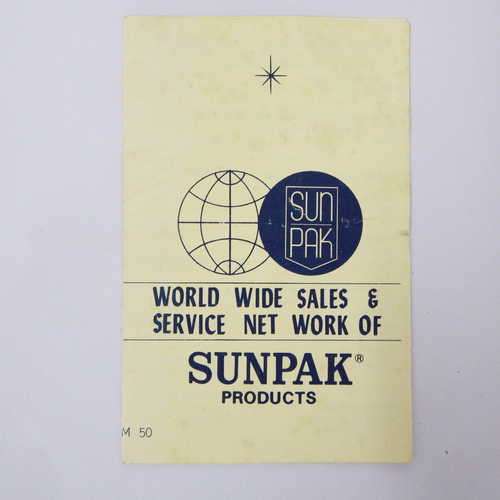 SUN
PAK
WORLD WIDE SALES &
SERVICE NET WORK OF
SUNPAK®
PRODUCTS
M 50